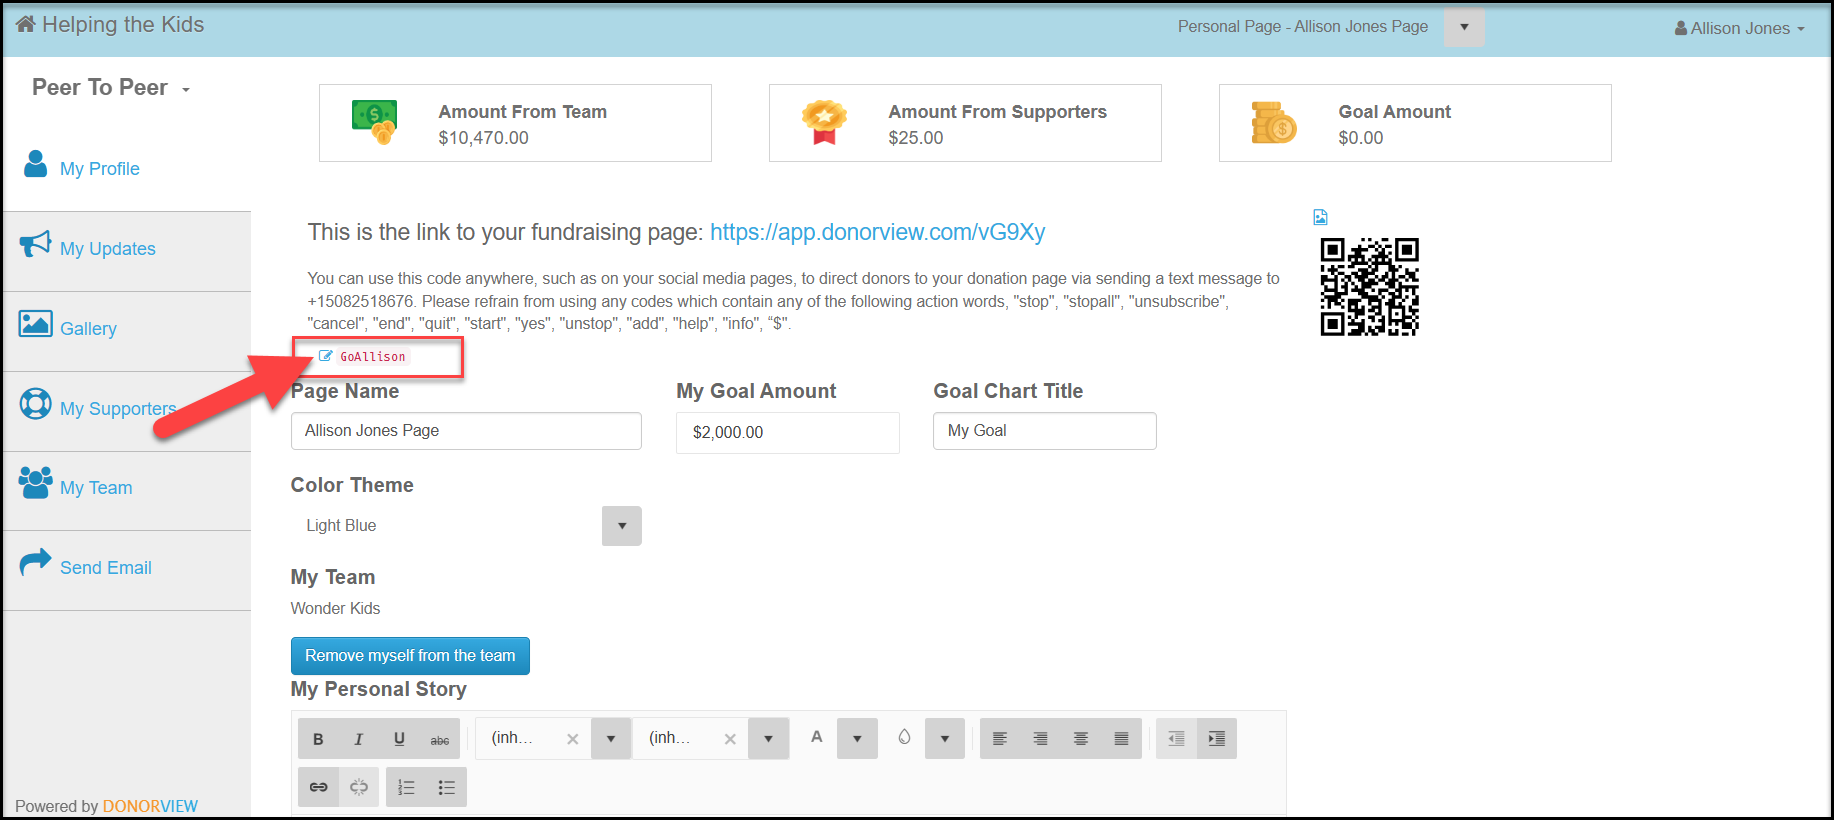 Helping the Kids
Personal Page - Allison Jones Page
Allison Jones
Peer To Peer
Amount From Team
$10,470.00
Amount From Supporters
$25.00
Goal Amount
$0.00
My Profile
My Updates
Gallery
My Supporters
My Team
Send Email
Powered by DONORVIEW
This is the link to your fundraising page: https://app.donorview.com/vG9Xy
You can use this code anywhere, such as on your social media pages, to direct donors to your donation page via sending a text message to
+15082518676. Please refrain from using any codes which contain any of the following action words, "stop", "stopall", "unsubscribe",
"cancel", "end", "quit", "start", "yes", "unstop", "add", "help", "info", “$".
GoAllison
Page Name
Allison Jones Page
My Goal Amount
$2,000.00
Goal Chart Title
My Goal
Color Theme
Light Blue
My Team
Wonder Kids
Remove myself from the team
My Personal Story
B I U abc (inh... (inh... A